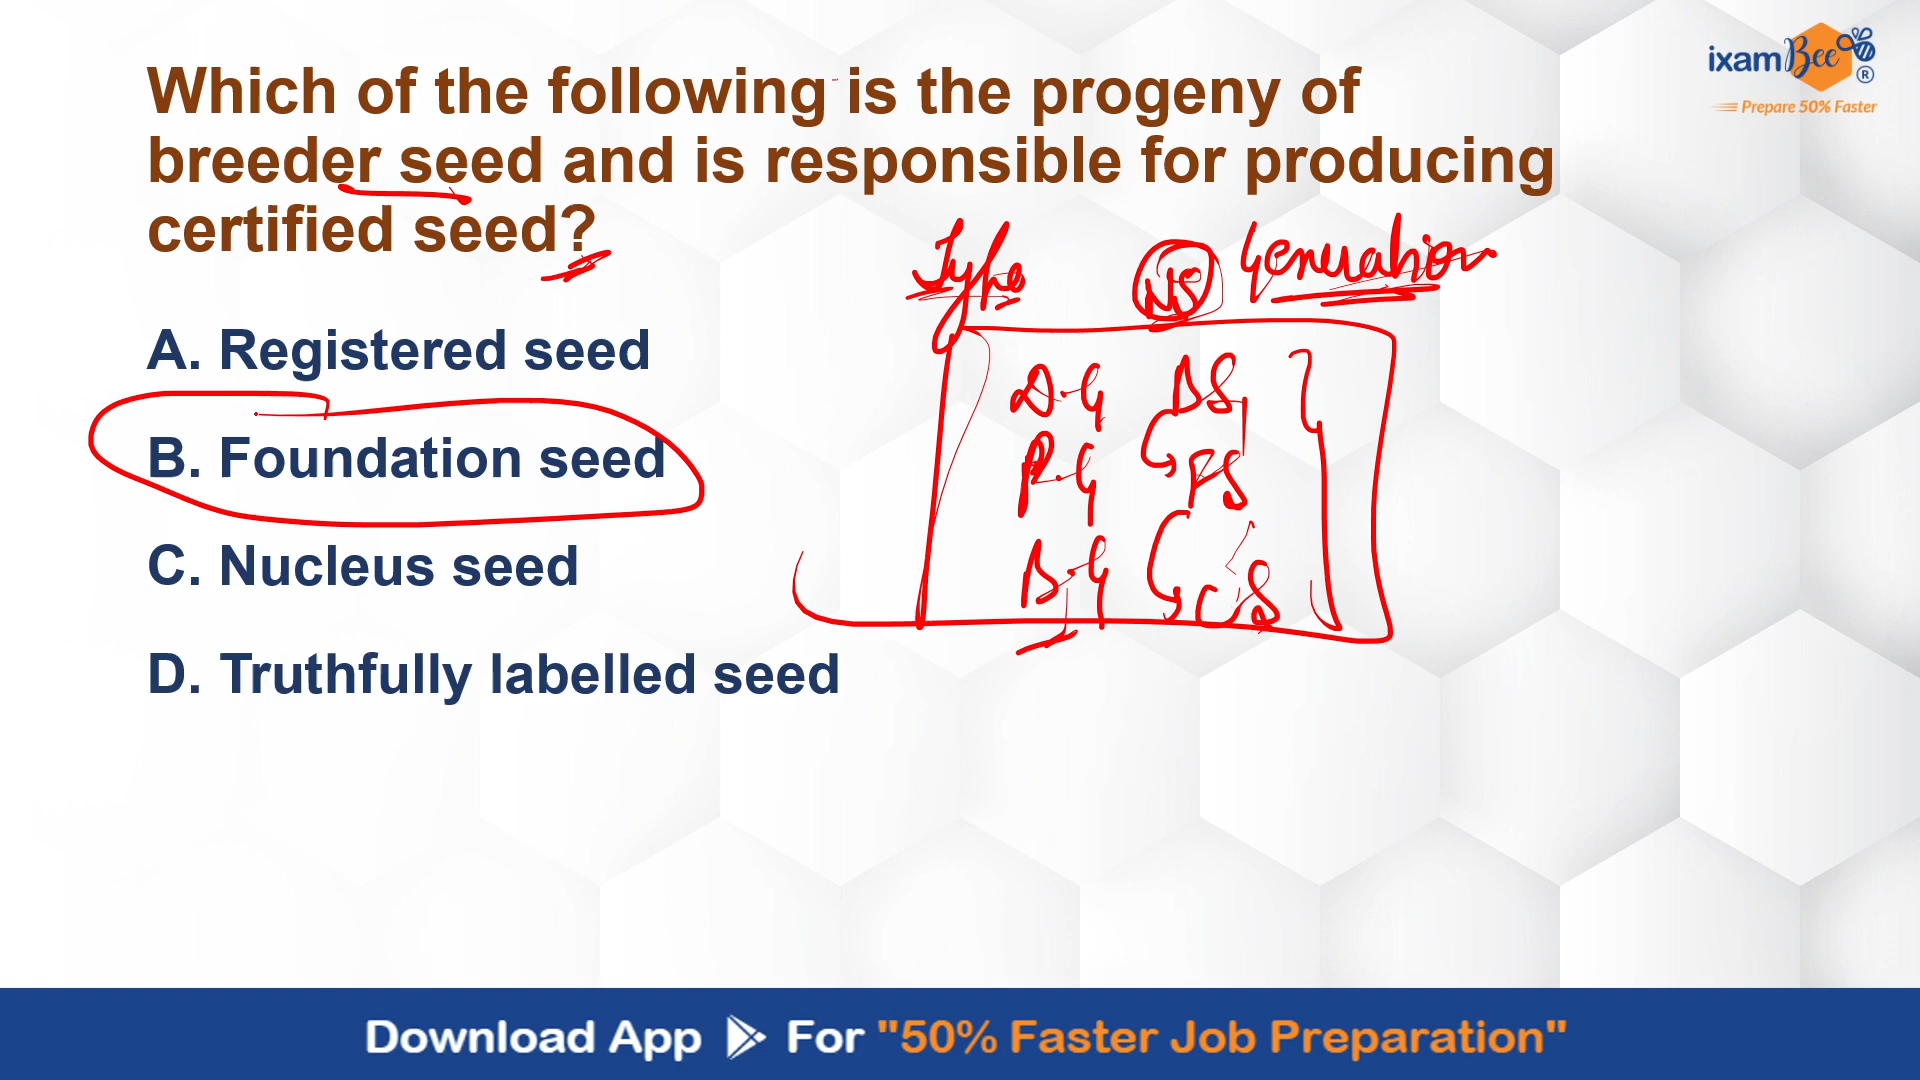 ixamBee®
Prepare 50% Faster
Which of the following is the progeny of
breeder seed and is responsible for producing
certified seed?
Type NS Generation
A. Registered seed
B. Foundation seed
C. Nucleus seed
D. Truthfully labelled seed
BS
FS
B-G CS
Download App For "50% Faster Job Preparation"